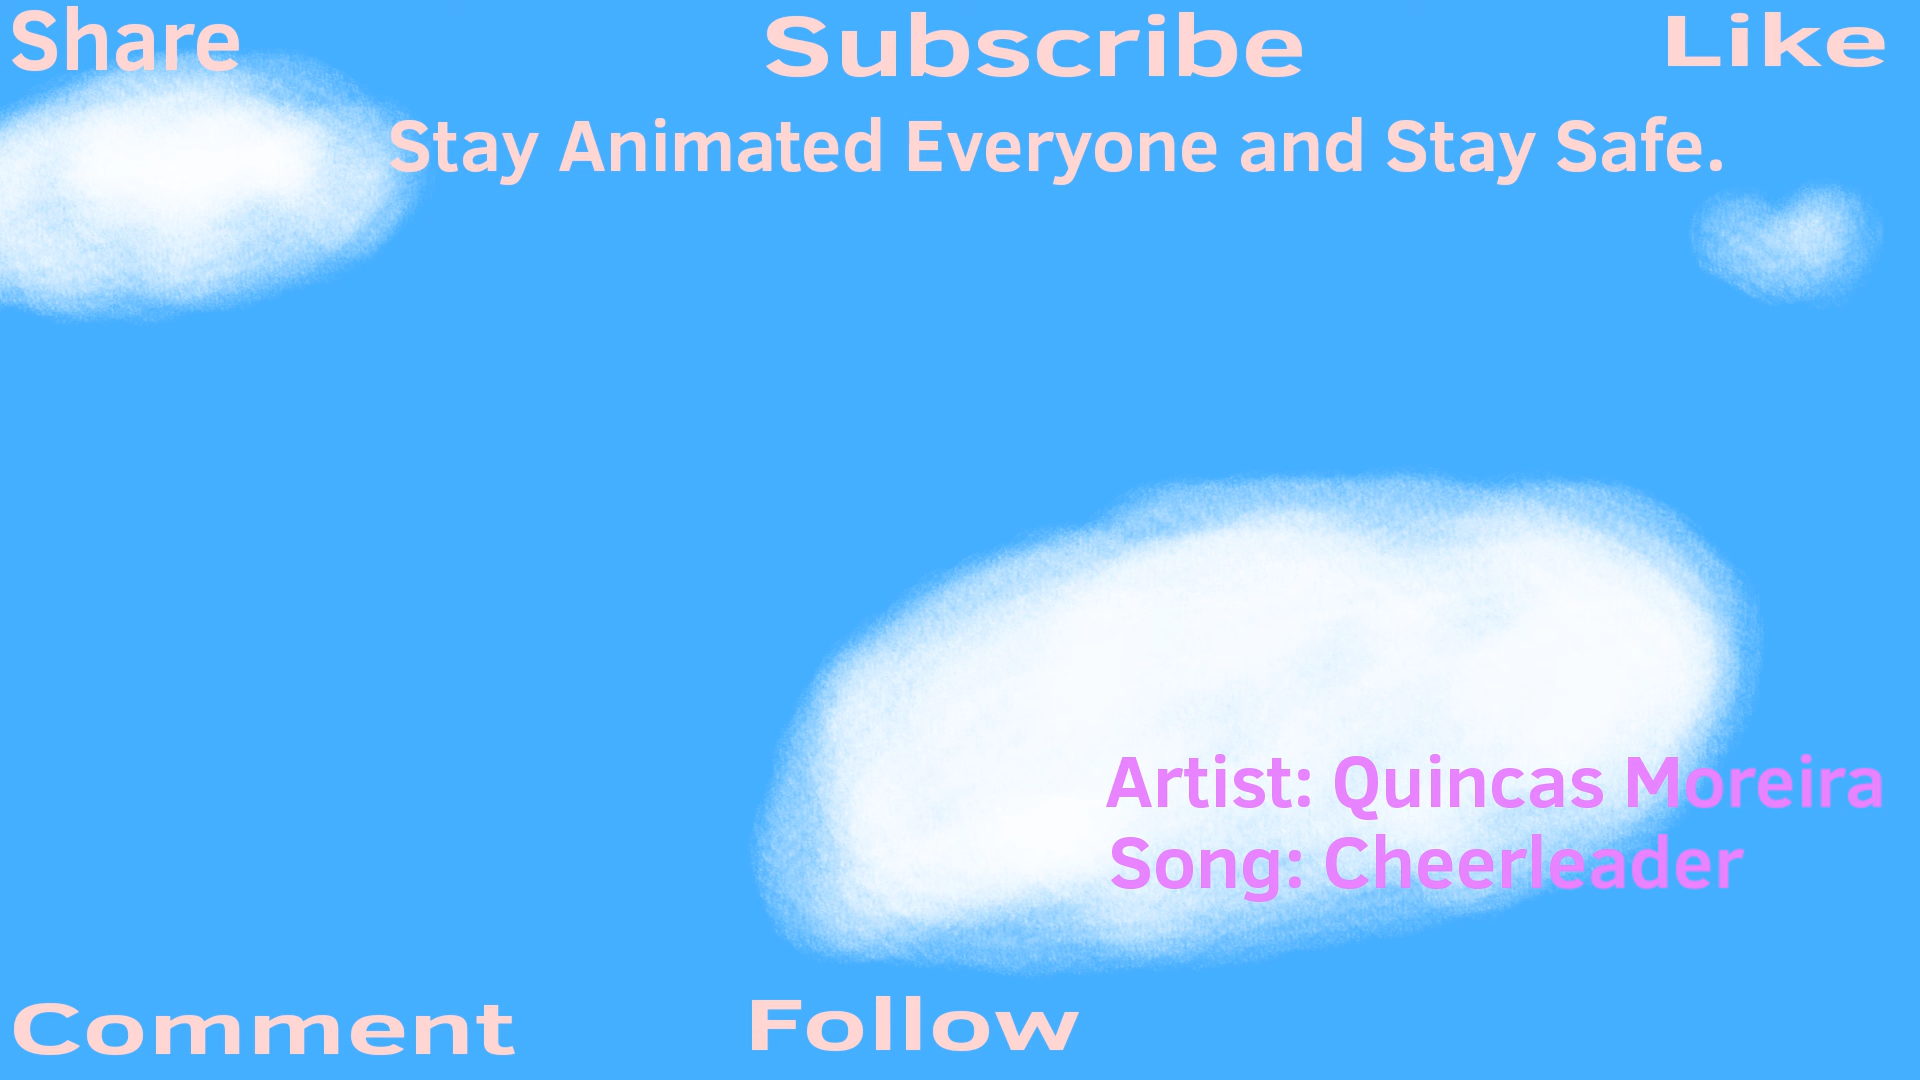 Share
Subscribe
Like
Stay Animated Everyone and Stay Safe.
Artist: Quincas Moreira
Song: Cheerleader
Comment
Follow